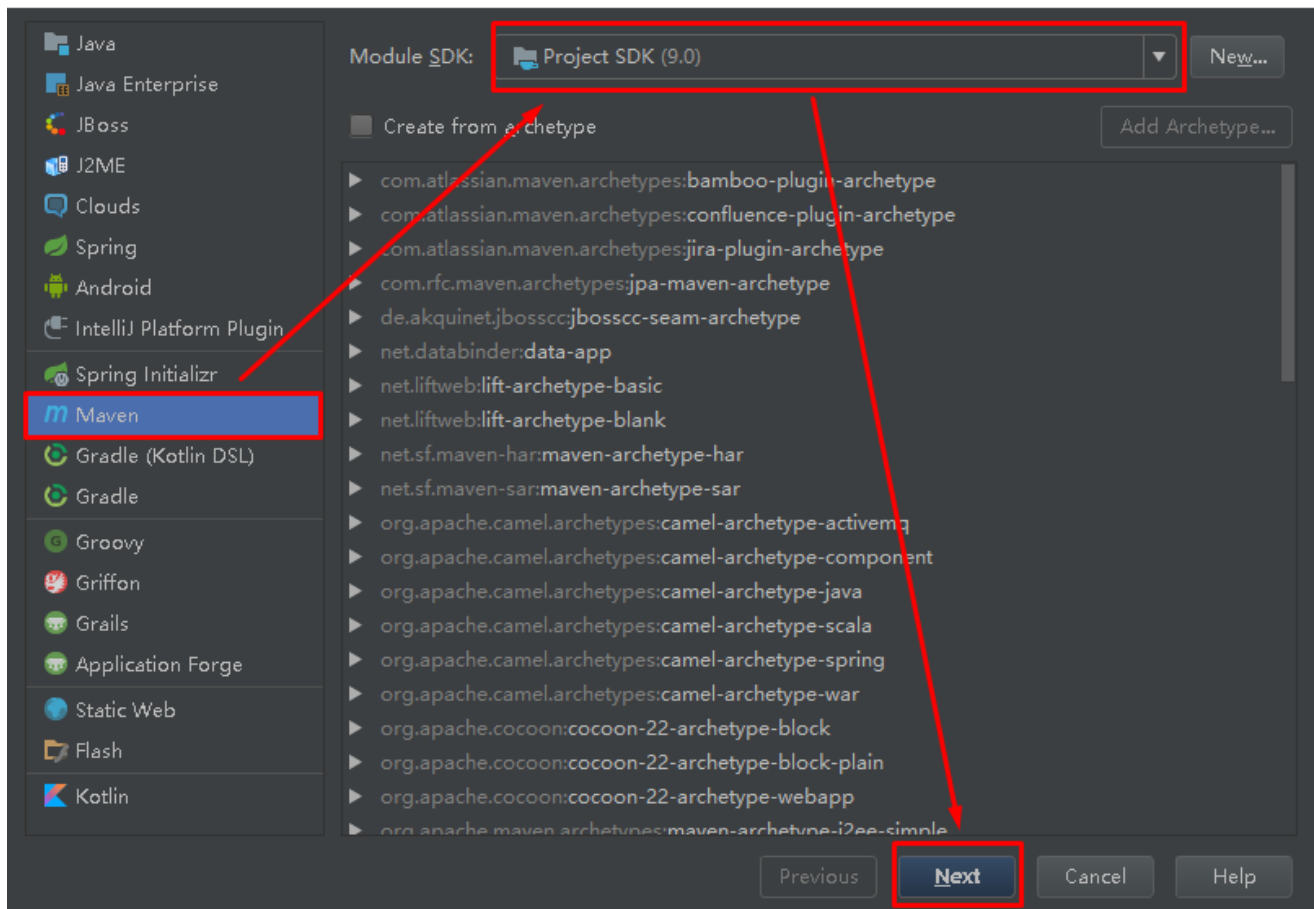 Java
Java Enterprise
JBoss
J2ME
Clouds
Spring
Android
IntelliJ Platform Plugin
Spring Initializr
Maven
Gradle (Kotlin DSL)
Gradle
Groovy
Griffon
Grails
Application Forge
Static Web
Flash
Kotlin
Module SDK: Project SDK (9.0) New...
Create from archetype Add Archetype...
com.atlassian.maven.archetypes:bamboo-plugin-archetype
com.atlassian.maven.archetypes:confluence-plugin-archetype
com.atlassian.maven.archetypes:jira-plugin-archetype
com.rfc.maven.archetypes:jpa-maven-archetype
de.akquinet.jbosscc:jbosscc-seam-archetype
net.databinder:data-app
net.liftweb:lift-archetype-basic
net.liftweb:lift-archetype-blank
net.sf.maven-har:maven-archetype-har
net.sf.maven-sar:maven-archetype-sar
org.apache.camel.archetypes:camel-archetype-activemq
org.apache.camel.archetypes:camel-archetype-component
org.apache.camel.archetypes:camel-archetype-java
org.apache.camel.archetypes:camel-archetype-scala
org.apache.camel.archetypes:camel-archetype-spring
org.apache.camel.archetypes:camel-archetype-war
org.apache.cocoon:cocoon-22-archetype-block
org.apache.cocoon:cocoon-22-archetype-block-plain
org.apache.cocoon:cocoon-22-archetype-webapp
org.apache.maven.archetypes:maven-archetype-j2ee-simple
Previous Next Cancel Help